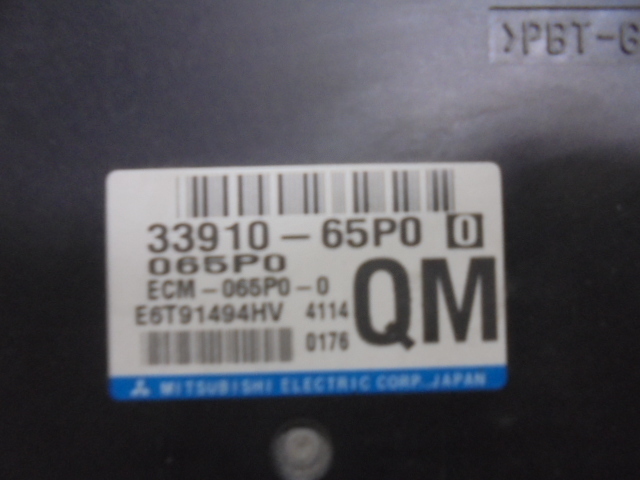 >PBT-G
33910-65P0 0
065P0
ECM-065P0-0
E6T91494HV 4114
QM
0176
MITSUBISHI ELECTRIC CORP. JAPAN